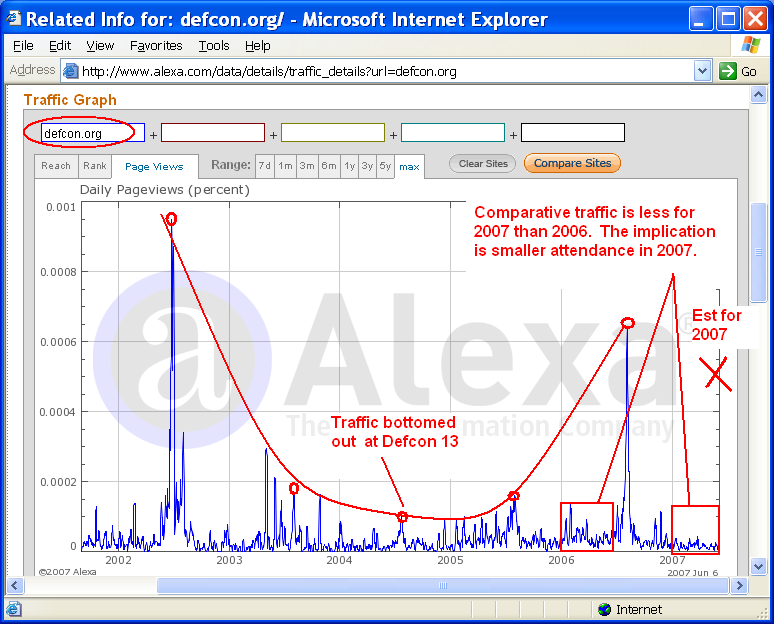 Related Info for: defcon.org/ - Microsoft Internet Explorer
File Edit View Favorites Tools Help
Address http://www.alexa.com/data/details/traffic_details?url=defcon.org Go
Traffic Graph
defcon.org + + + +
Reach Rank Page Views Range: 7d 1m 3m 6m 1y 3y 5y max Clear Sites Compare Sites
Daily Pageviews (percent)
0.001
0.0008
0.0006
0.0004
0.0002
0
Comparative traffic is less for
2007 than 2006. The implication
is smaller attendance in 2007.
Est for
2007
a Alexa
The mation Company
Traffic bottomed
out at Defcon 13
2002 2003 2004 2005 2006 2007
©2007 Alexa 2007 Jun 6
Internet